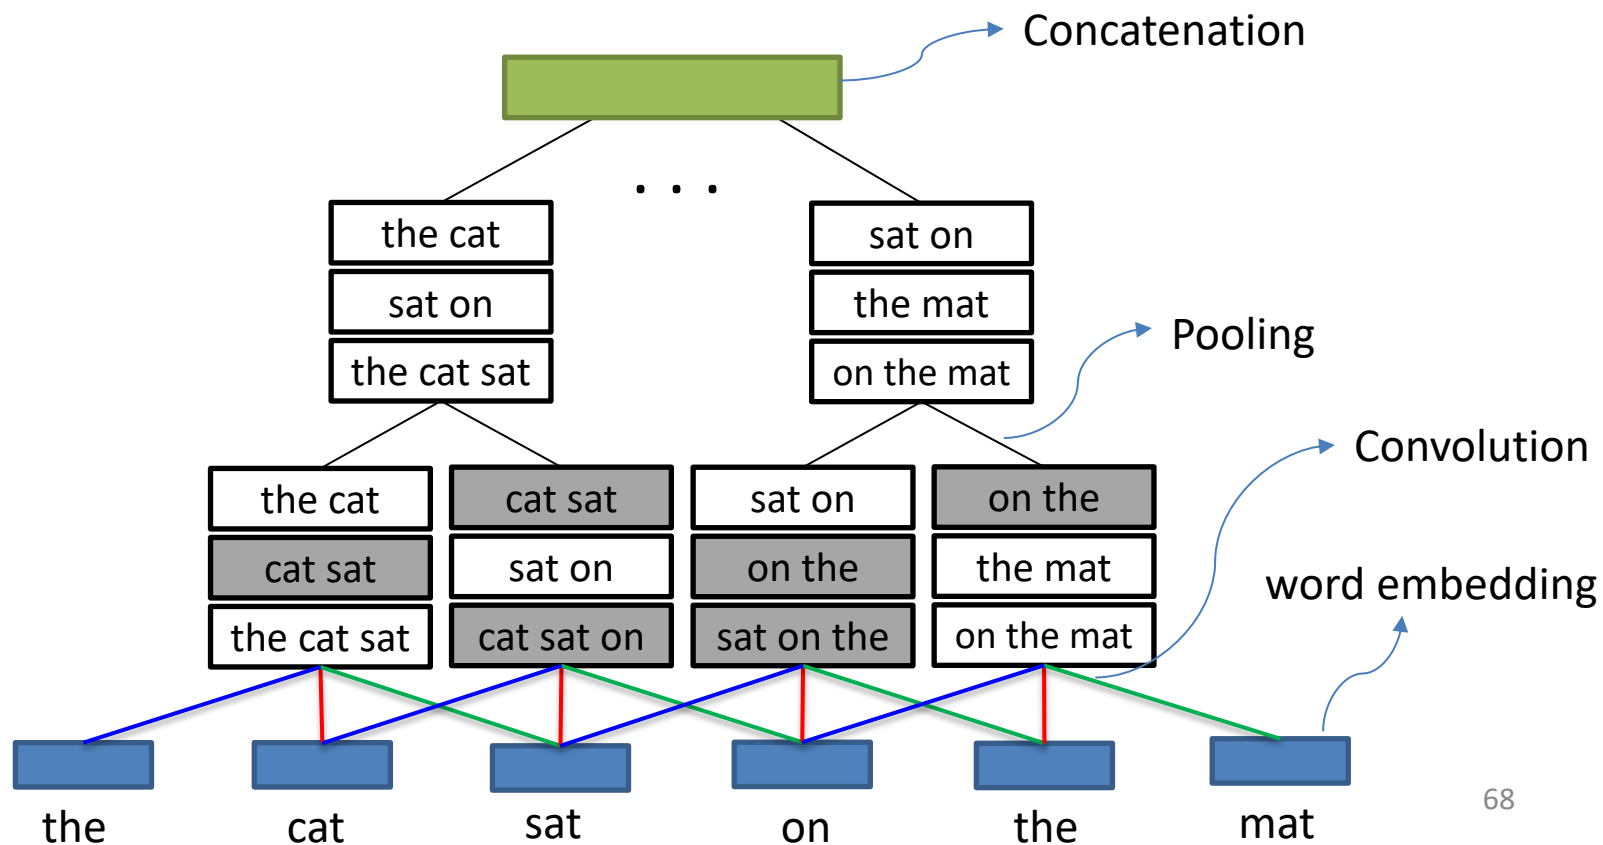 Concatenation
. . .
the cat
sat on
the cat sat
sat on
the mat
on the mat
Pooling
Convolution
the cat
cat sat
the cat sat
cat sat
sat on
cat sat on
sat on
on the
sat on the
on the
the mat
on the mat
word embedding
the cat sat on the mat
68